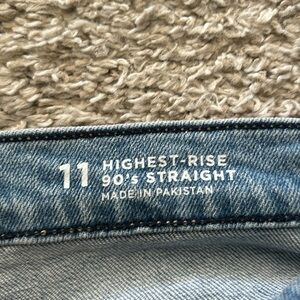 11 HIGHEST-RISE
90's STRAIGHT
MADE IN PAKISTAN